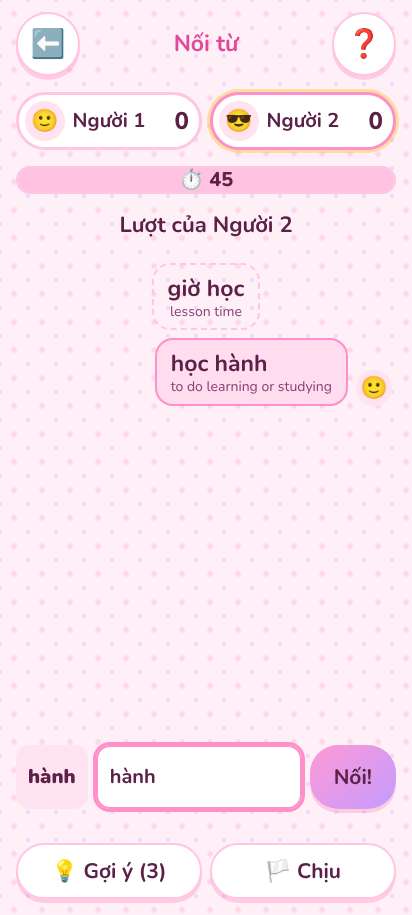 Nối từ
Người 1 0
Người 2 0
45
Lượt của Người 2
giờ học
lesson time
học hành
to do learning or studying
hành
hành
Nối!
Gợi ý (3)
Chịu